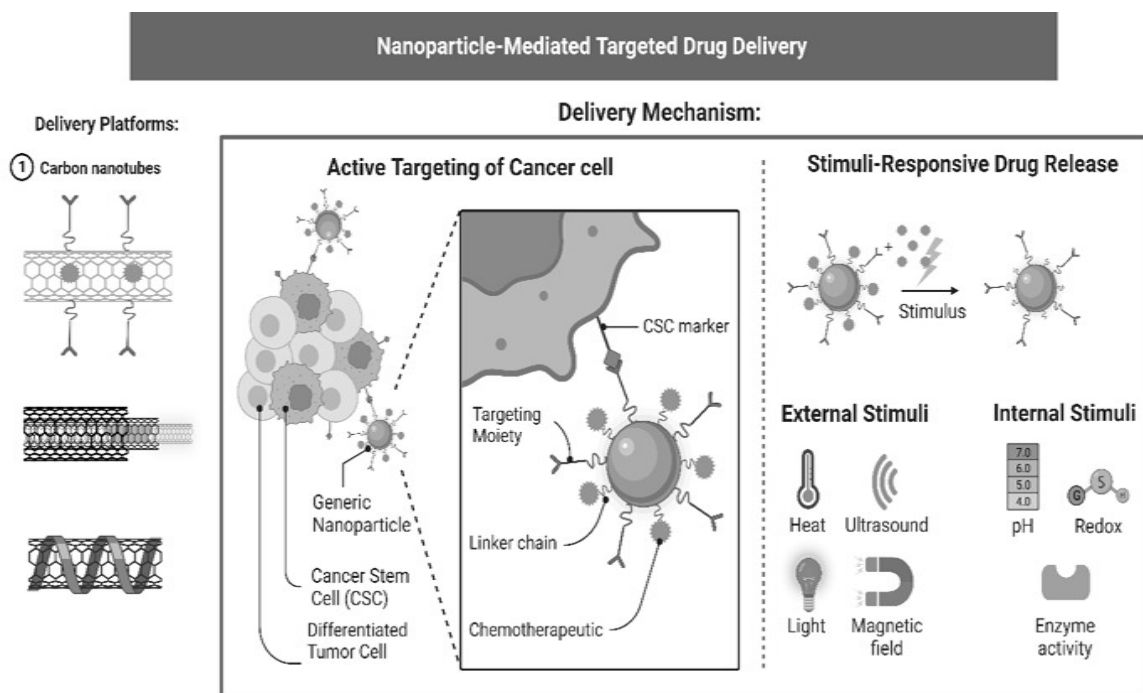 Nanoparticle-Mediated Targeted Drug Delivery
Delivery Platforms:
1 Carbon nanotubes
Delivery Mechanism:
Active Targeting of Cancer cell
CSC marker
Targeting
Moiety
Generic
Nanoparticle
Linker chain
Cancer Stem
Cell (CSC)
Differentiated
Tumor Cell
Chemotherapeutic
Stimuli-Responsive Drug Release
+
Stimulus
External Stimuli
Heat
Ultrasound
Light
Magnetic
field
Internal Stimuli
7.0
6.0
5.0
4.0
pH
G S H
Redox
Enzyme
activity